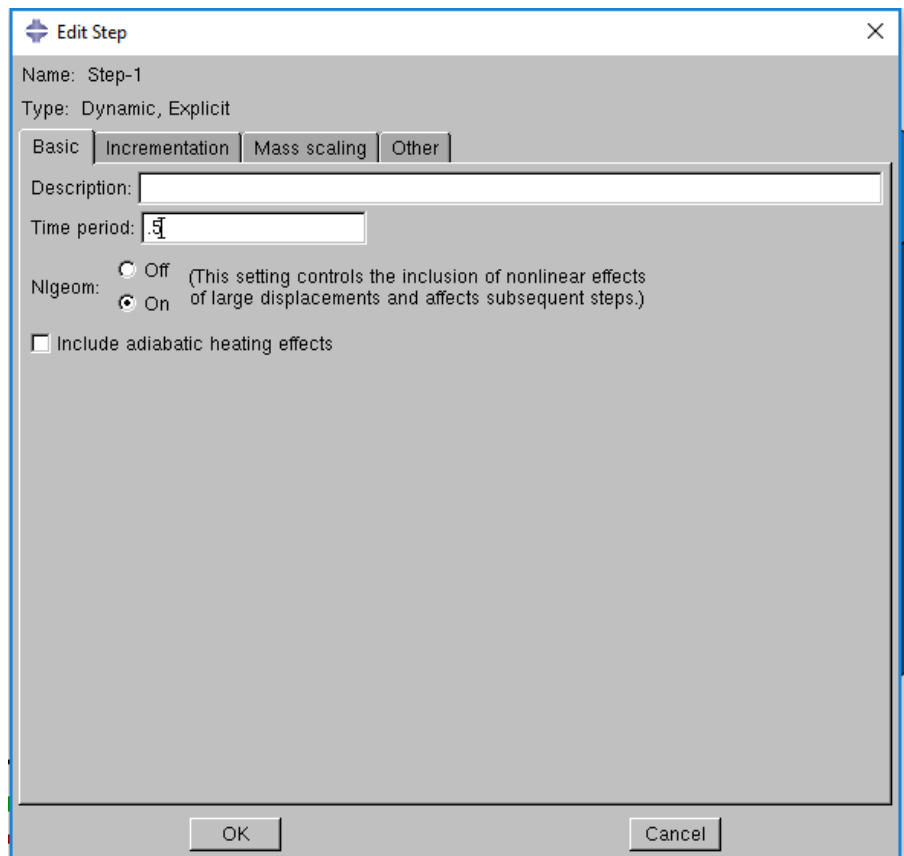 Edit Step
Name: Step-1
Type: Dynamic, Explicit
Basic Incrementation Mass scaling Other
Description:
Time period: .5
Nlgeom: Off (This setting controls the inclusion of nonlinear effects
On of large displacements and affects subsequent steps.)
Include adiabatic heating effects
OK Cancel